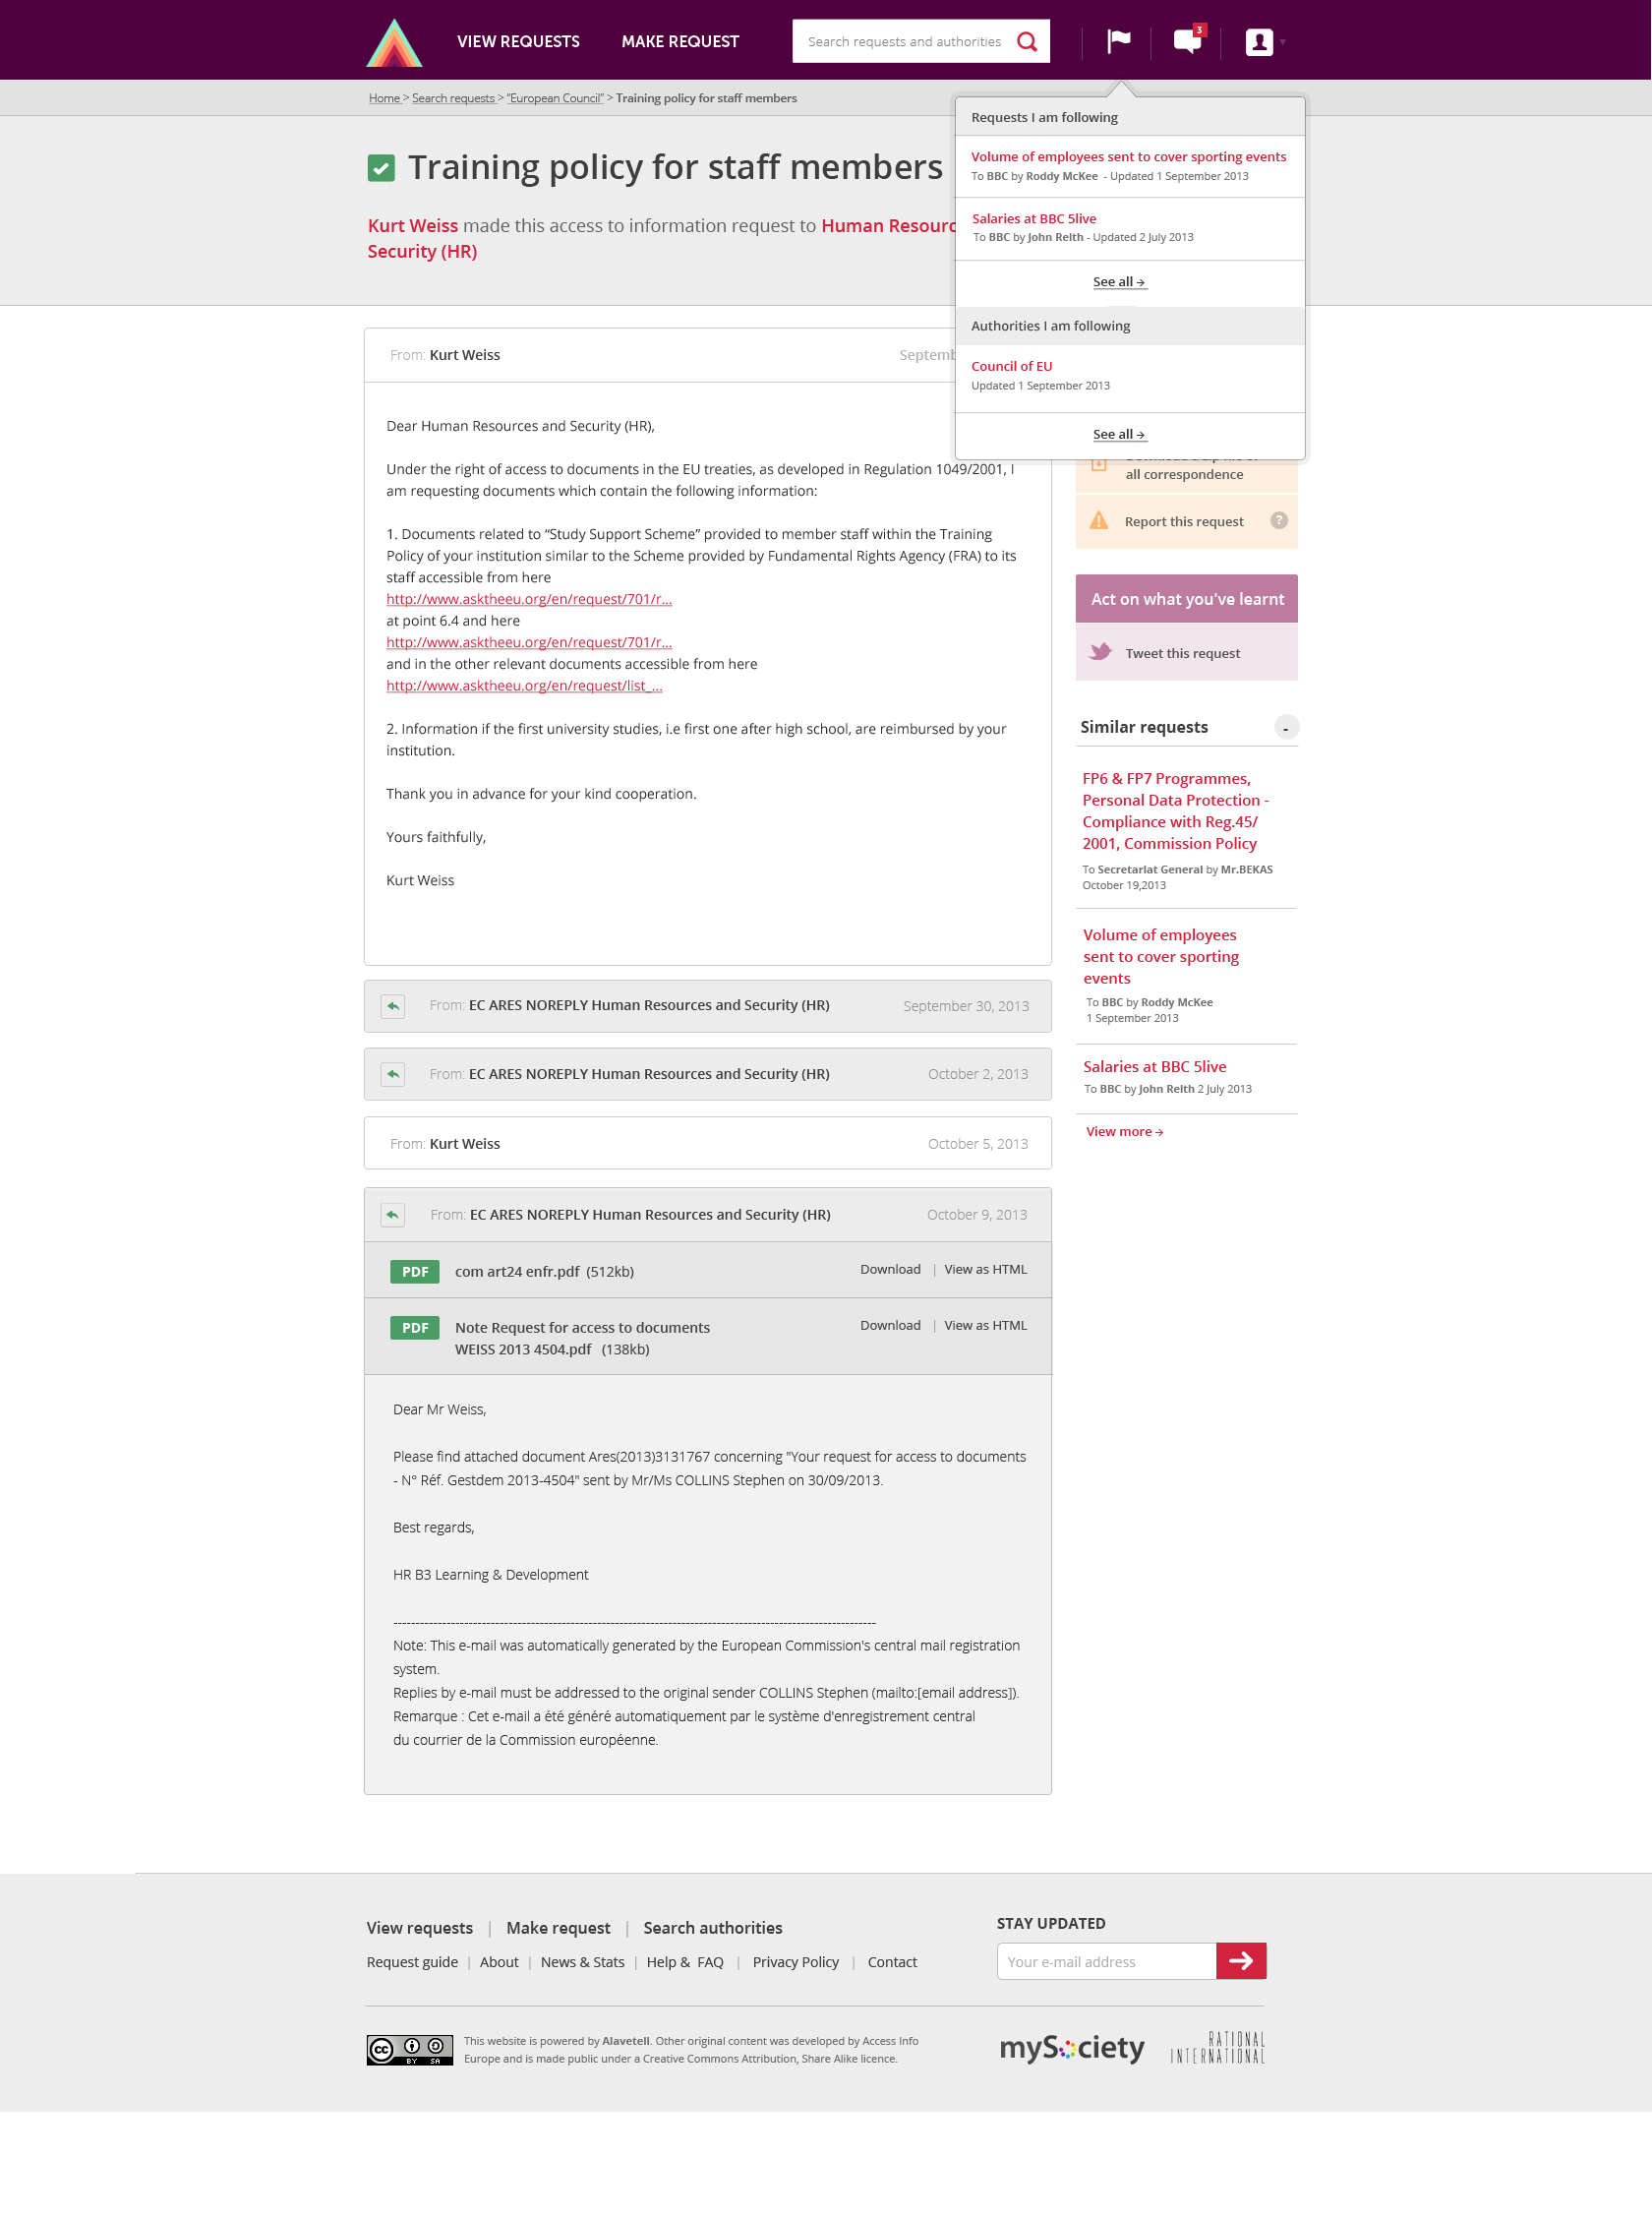 VIEW REQUESTS
MAKE REQUEST
Search requests and authorities
3
Home > Search requests > "European Council" > Training policy for staff members
Training policy for staff members
Kurt Weiss made this access to information request to Human
Security (HR)
Requests I am following
Volume of employees sent to cover sporting events
To BBC by Roddy McKee - Updated 1 September 2013
Salaries at BBC 5live
To BBC by John Relth - Updated 2 July 2013
See all →
Authorities I am following
Council of EU
Updated 1 September 2013
See all →
From: Kurt Weiss
Dear Human Resources and Security (HR),
Under the right of access to documents in the EU treaties, as developed in Regulation 1049/2001, I
am requesting documents which contain the following information:
1. Documents related to “Study Support Scheme” provided to member staff within the Training
Policy of your institution similar to the Scheme provided by Fundamental Rights Agency (FRA) to its
staff accessible from here
http://www.asktheeu.org/en/request/701/r...
at point 6.4 and here
http://www.asktheeu.org/en/request/701/r...
and in the other relevant documents accessible from here
http://www.asktheeu.org/en/request/list_...
2. Information if the first university studies, i.e first one after high school, are reimbursed by your
institution.
Thank you in advance for your kind cooperation.
Yours faithfully,
Kurt Weiss
From: EC ARES NOREPLY Human Resources and Security (HR)
September 30, 2013
From: EC ARES NOREPLY Human Resources and Security (HR)
October 2, 2013
From: Kurt Weiss
October 5, 2013
From: EC ARES NOREPLY Human Resources and Security (HR)
October 9, 2013
PDF
com art24 enfr.pdf (512kb)
Download | View as HTML
PDF
Note Request for access to documents
WEISS 2013 4504.pdf (138kb)
Download | View as HTML
Dear Mr Weiss,
Please find attached document Ares(2013)3131767 concerning "Your request for access to documents
- N° Réf. Gestdem 2013-4504" sent by Mr/Ms COLLINS Stephen on 30/09/2013.
Best regards,
HR B3 Learning & Development
Note: This e-mail was automatically generated by the European Commission's central mail registration
system.
Replies by e-mail must be addressed to the original sender COLLINS Stephen (mailto:[email address]).
Remarque : Cet e-mail a été généré automatiquement par le système d'enregistrement central
du courrier de la Commission européenne.
all correspondence
Report this request
?
Act on what you've learnt
Tweet this request
Similar requests
-
FP6 & FP7 Programmes,
Personal Data Protection -
Compliance with Reg.45/
2001, Commission Policy
To Secretariat General by Mr.BEKAS
October 19,2013
Volume of employees
sent to cover sporting
events
To BBC by Roddy McKee
1 September 2013
Salaries at BBC 5live
To BBC by John Relth 2 July 2013
View more →
View requests | Make request | Search authorities
Request guide | About | News & Stats | Help & FAQ | Privacy Policy | Contact
STAY UPDATED
Your e-mail address
cc
BY SA
This website is powered by Alavetell. Other original content was developed by Access Info
Europe and is made public under a Creative Commons Attribution, Share Alike licence.
mySociety
RATIONAL
INTERNATIONAL